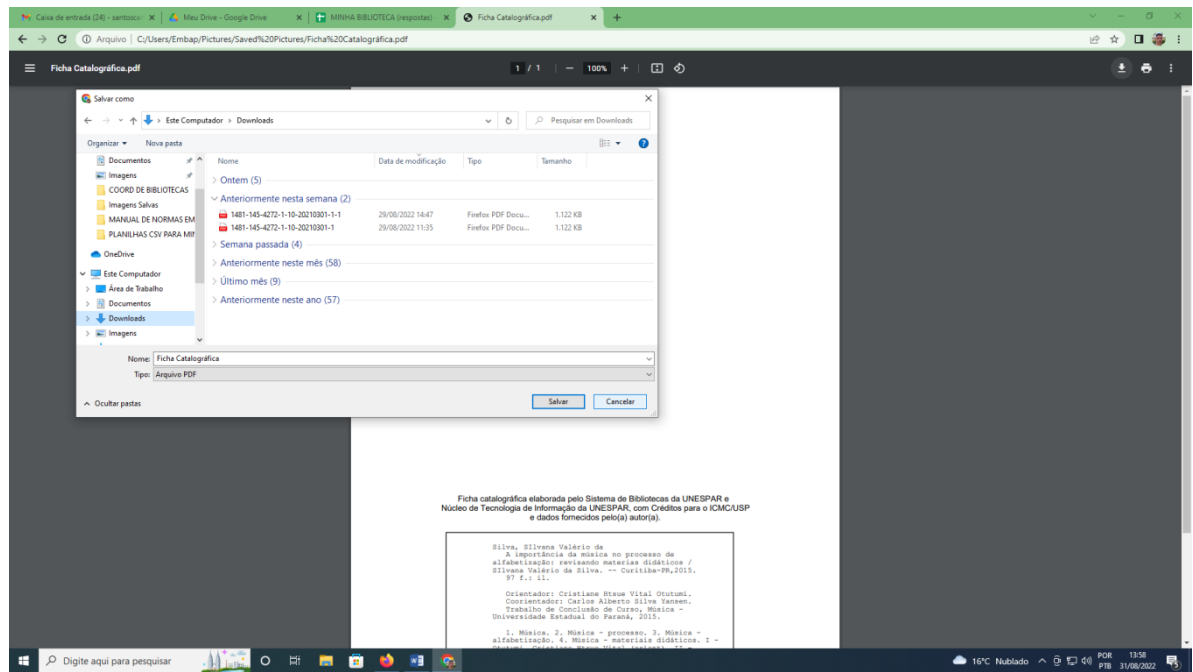 Caixa de entrada (24) - santosco
Meu Drive - Google Drive
MINHA BIBLIOTECA (respostas)
Ficha Catalográfica.pdf
Arquivo
C:/Users/Embap/Pictures/Saved%20Pictures/Ficha%20Catalográfica.pdf
Ficha Catalográfica.pdf
1 / 1
100%
Salvar como
Este Computador > Downloads
Pesquisar em Downloads
Organizar
Nova pasta
Documentos
Imagens
COORD DE BIBLIOTECAS
Imagens Salvas
MANUAL DE NORMAS EM
PLANILHAS CSV PARA MI
OneDrive
Este Computador
Área de Trabalho
Documentos
Downloads
Imagens
Nome Data de modificação Tipo Tamanho
Ontem (5)
Anteriormente nesta semana (2)
1481-145-4272-1-10-20210301-1-1 29/08/2022 14:47 Firefox PDF Docu... 1.122 KB
1481-145-4272-1-10-20210301-1 29/08/2022 11:35 Firefox PDF Docu... 1.122 KB
Semana passada (4)
Anteriormente neste mês (58)
Último mês (9)
Anteriormente neste ano (57)
Nome: Ficha Catalográfica
Tipo: Arquivo PDF
Ocultar pastas
Salvar
Cancelar
Ficha catalográfica elaborada pelo Sistema de Bibliotecas da UNESPAR e
Núcleo de Tecnologia de Informação da UNESPAR, com Créditos para o ICMC/USP
e dados fornecidos pelo(a) autor(a).
Silva, SIlvana Valério da
A importância da música no processo de
alfabetização: revisando materias didáticos /
SIlvana Valério da Silva. -- Curitiba-PR,2015.
97 f.: il.
Orientador: Cristiane Htsue Vital Otutumi.
Coorientador: Carlos Alberto Silva Yansen.
Trabalho de Conclusão de Curso, Música -
Universidade Estadual do Paraná, 2015.
1. Música. 2. Música - processo. 3. Música -
alfabetização. 4. Música - materiais didáticos. I -
Digite aqui para pesquisar
16°C Nublado
POR
PTB
13:58
31/08/2022